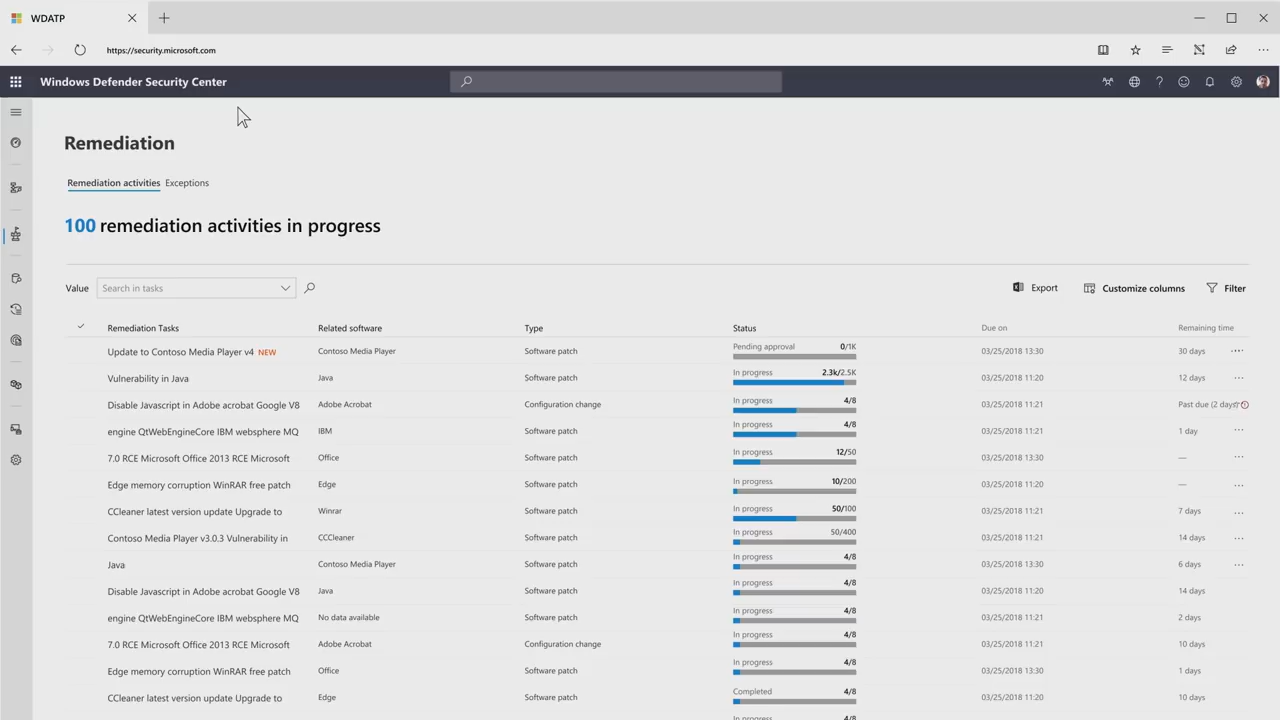 WDATP
https://security.microsoft.com
Windows Defender Security Center
Remediation
Remediation activities Exceptions
100 remediation activities in progress
Value Search in tasks Export Customize columns Filter
Remediation Tasks Related software Type Status Due on Remaining time
Update to Contoso Media Player v4 NEW Contoso Media Player Software patch Pending approval 0/1K 03/25/2018 13:30 30 days
Vulnerability in Java Java Software patch In progress 2.3k/2.5K 03/25/2018 11:20 12 days
Disable Javascript in Adobe acrobat Google V8 Adobe Acrobat Configuration change In progress 4/8 03/25/2018 11:21 Past due (2 days)
engine QtWebEngineCore IBM websphere MQ IBM Software patch In progress 4/8 03/25/2018 11:21 1 day
7.0 RCE Microsoft Office 2013 RCE Microsoft Office Software patch In progress 12/50 03/25/2018 13:30 —
Edge memory corruption WinRAR free patch Edge Software patch In progress 10/200 03/25/2018 11:20 —
CCleaner latest version update Upgrade to Winrar Software patch In progress 50/100 03/25/2018 11:21 7 days
Contoso Media Player v3.0.3 Vulnerability in CCCleaner Software patch In progress 50/400 03/25/2018 11:21 14 days
Java Contoso Media Player Software patch In progress 4/8 03/25/2018 13:30 6 days
Disable Javascript in Adobe acrobat Google V8 Java Software patch In progress 4/8 03/25/2018 11:20 14 days
engine QtWebEngineCore IBM websphere MQ No data available Software patch In progress 4/8 03/25/2018 11:21 2 days
7.0 RCE Microsoft Office 2013 RCE Microsoft Adobe Acrobat Configuration change In progress 4/8 03/25/2018 11:21 10 days
Edge memory corruption WinRAR free patch Office Software patch In progress 4/8 03/25/2018 13:30 1 days
CCleaner latest version update Upgrade to Edge Software patch Completed 4/8 03/25/2018 11:20 10 days
In progress 4/8